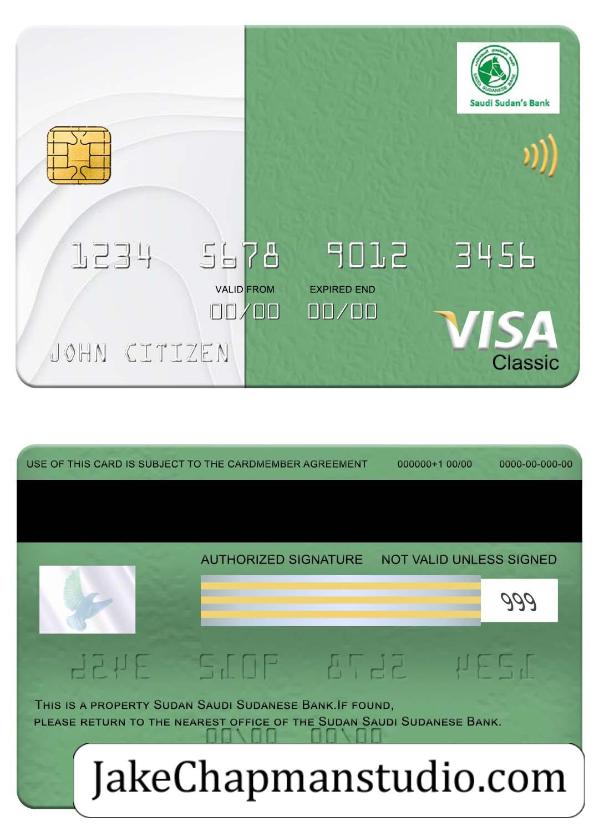 Saudi Sudan's Bank
SAUDI SUDANESE BANK
1234 5678 9012 3456
VALID FROM EXPIRED END
00/00 00/00
JOHN CITIZEN
VISA
Classic
USE OF THIS CARD IS SUBJECT TO THE CARDMEMBER AGREEMENT 000000+1 00/00 0000-00-000-00
AUTHORIZED SIGNATURE NOT VALID UNLESS SIGNED
999
THIS IS A PROPERTY SUDAN SAUDI SUDANESE BANK.IF FOUND,
PLEASE RETURN TO THE NEAREST OFFICE OF THE SUDAN SAUDI SUDANESE BANK.
00/00 00/00
JakeChapmanstudio.com